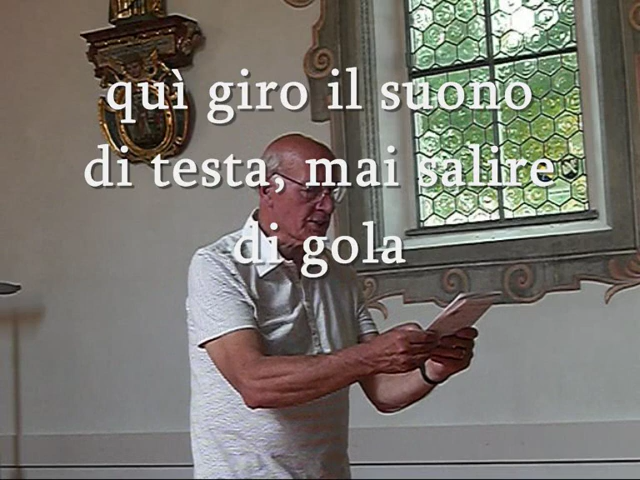 quì giro il suono
di testa, mai salire
di gola